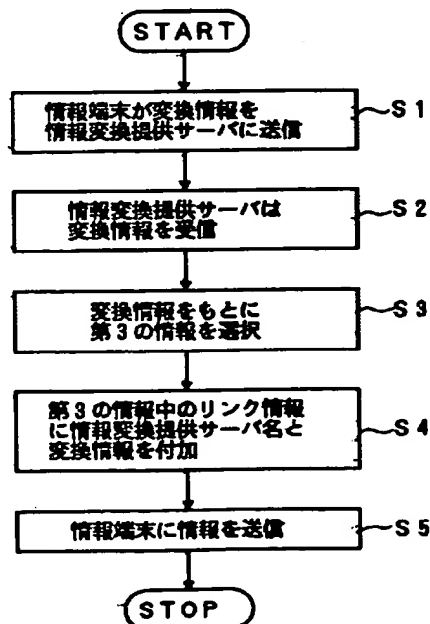 START
情報端末が変換情報を
情報変換提供サーバに送信
S1
情報変換提供サーバは
変換情報を受信
S2
変換情報をもとに
第3の情報を選択
S3
第3の情報中のリンク情報
に情報変換提供サーバ名と
変換情報を付加
S4
情報端末に情報を送信
S5
STOP